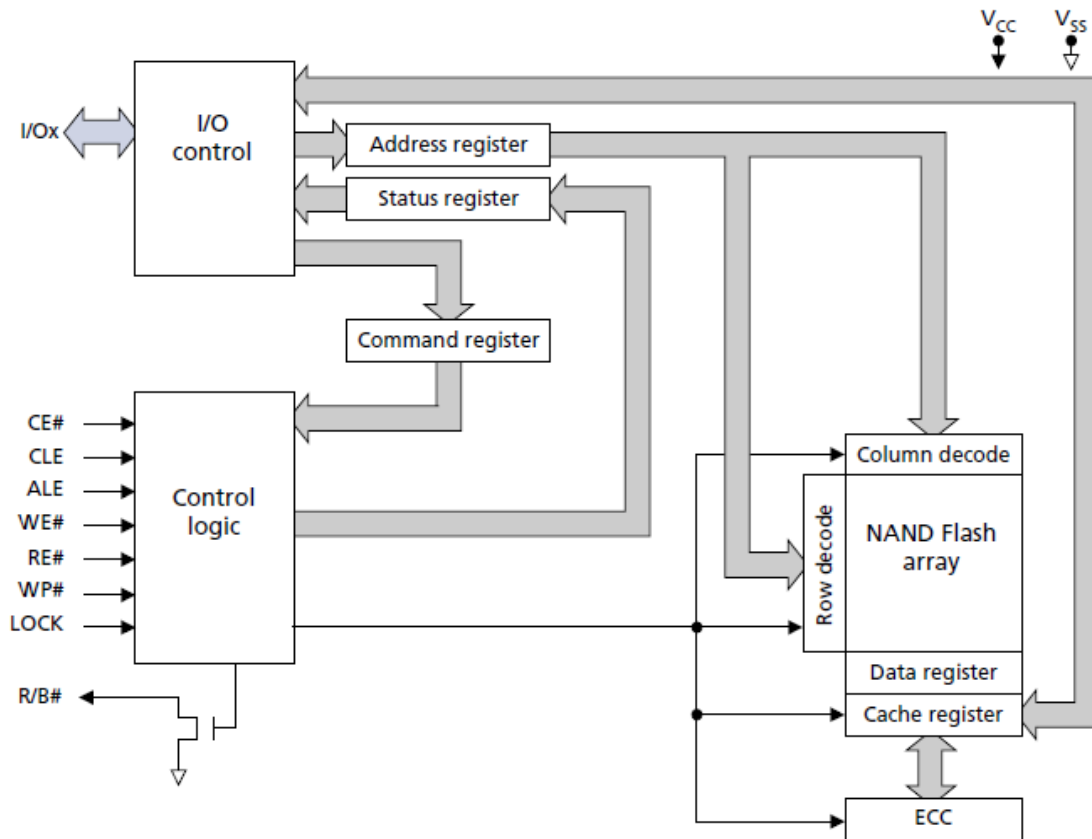 VCC
VSS
I/Ox
I/O
control
Address register
Status register
Command register
CE#
CLE
ALE
WE#
RE#
WP#
LOCK
R/B#
Control
logic
Column decode
Row decode
NAND Flash
array
Data register
Cache register
ECC